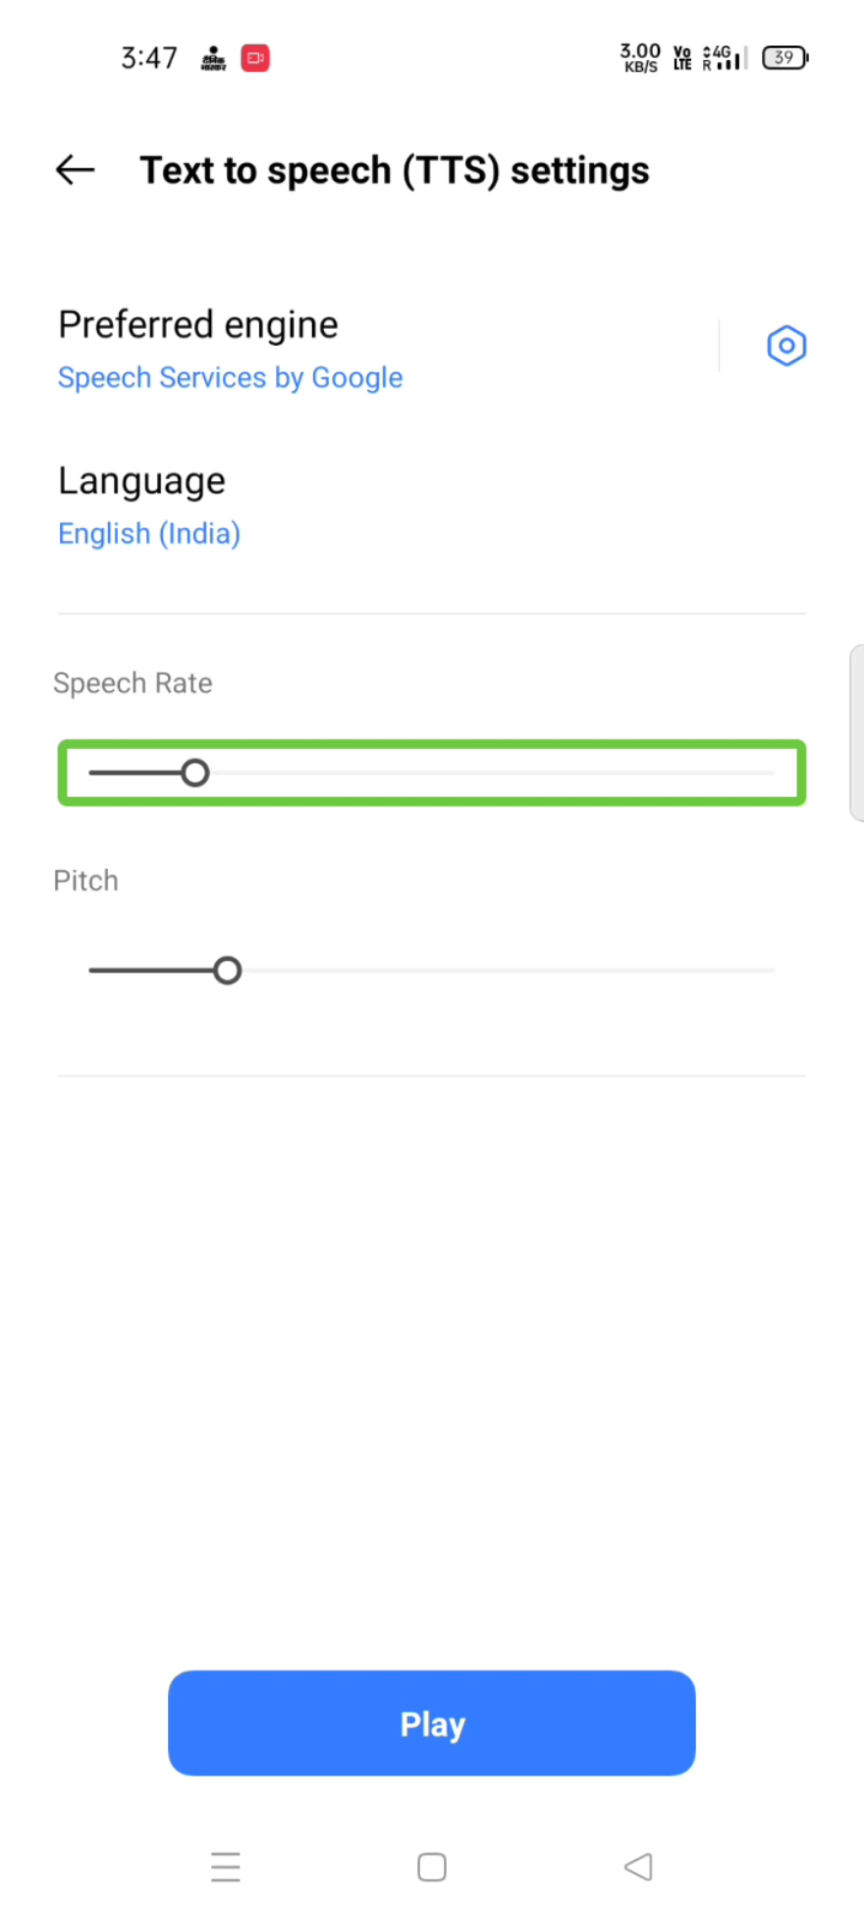 3:47
3.00
KB/S
Vo
LTE
4G
R
39
Text to speech (TTS) settings
Preferred engine
Speech Services by Google
Language
English (India)
Speech Rate
Pitch
Play